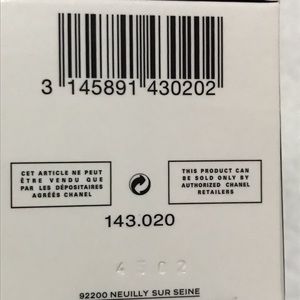 3 145891 430202
CET ARTICLE NE PEUT
ÊTRE VENDU QUE
PAR LES DÉPOSITAIRES
AGRÉÉS CHANEL
THIS PRODUCT CAN
BE SOLD ONLY BY
AUTHORIZED CHANEL
RETAILERS
143.020
4502
92200 NEUILLY SUR SEINE